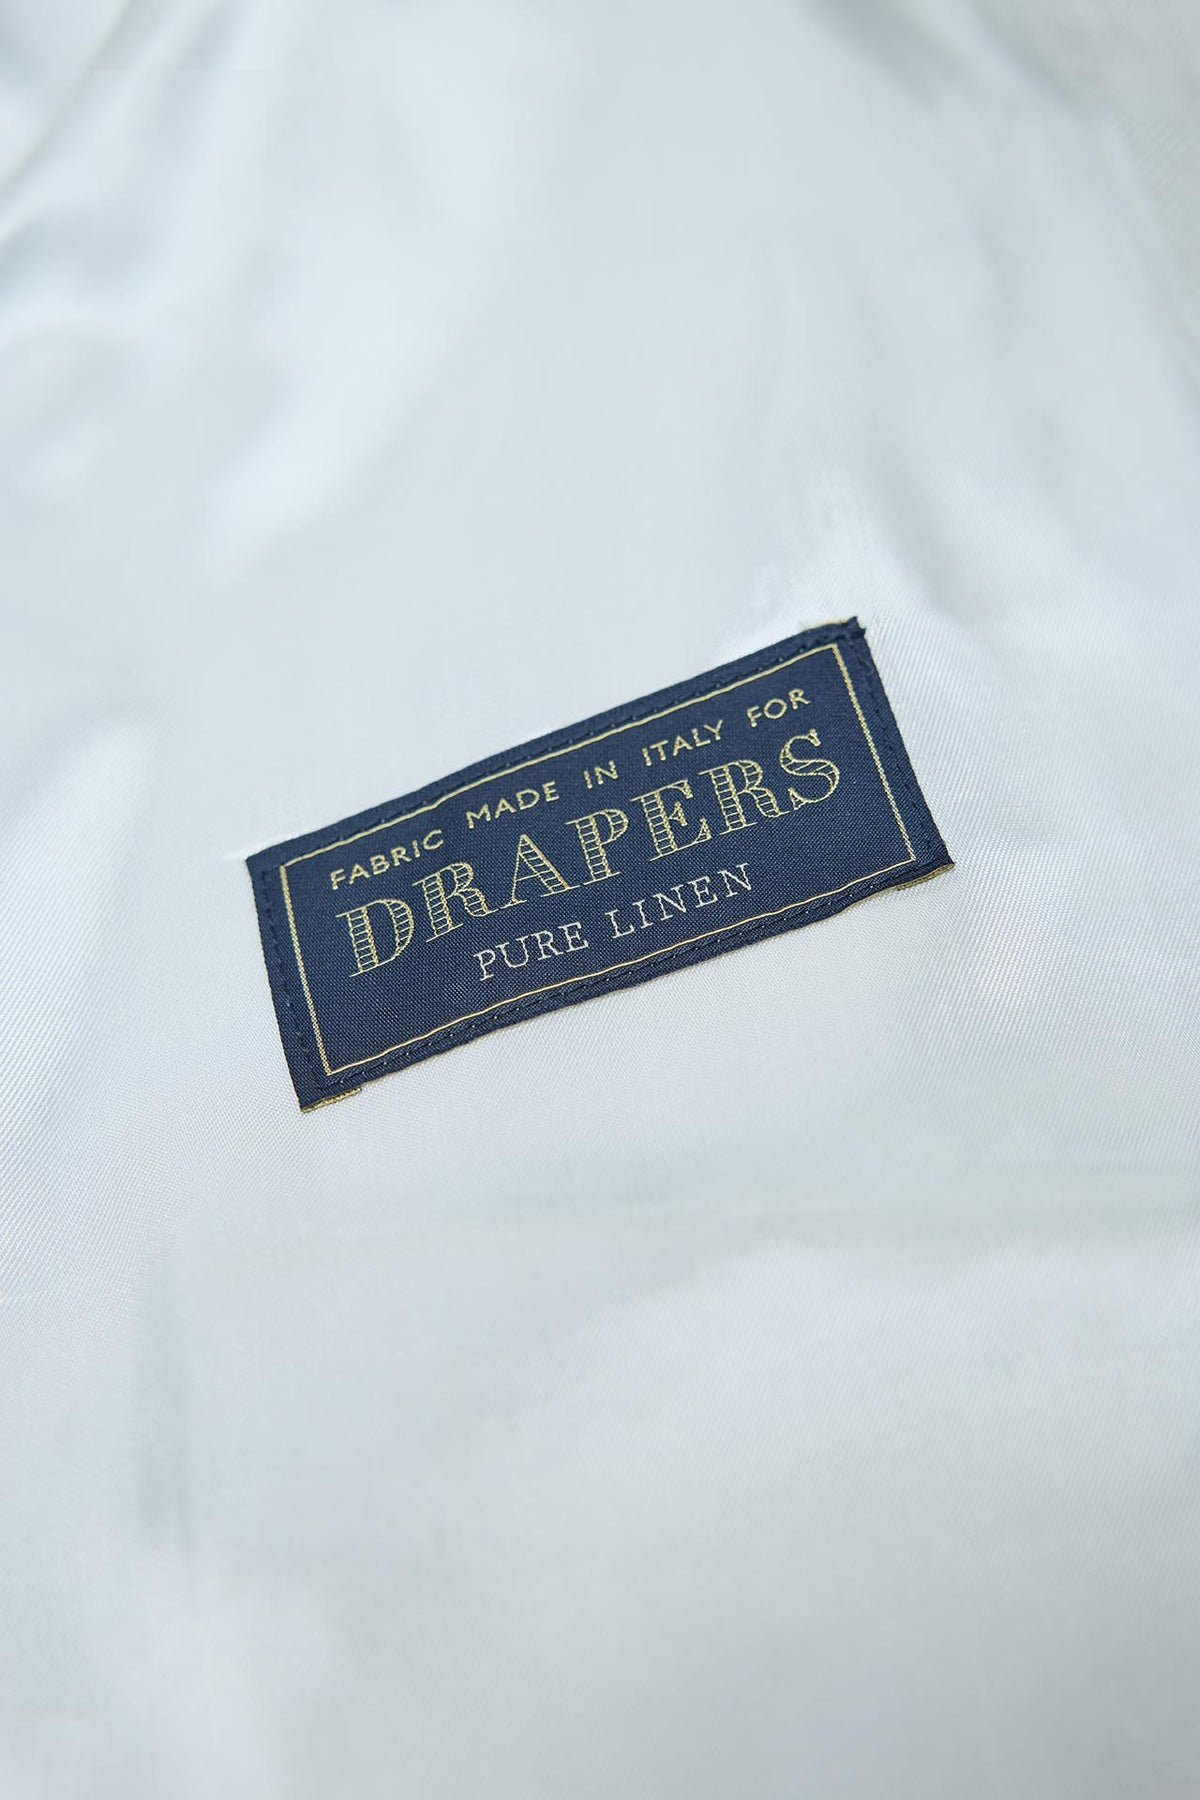 FABRIC MADE IN ITALY FOR
DRAPERS
PURE LINEN